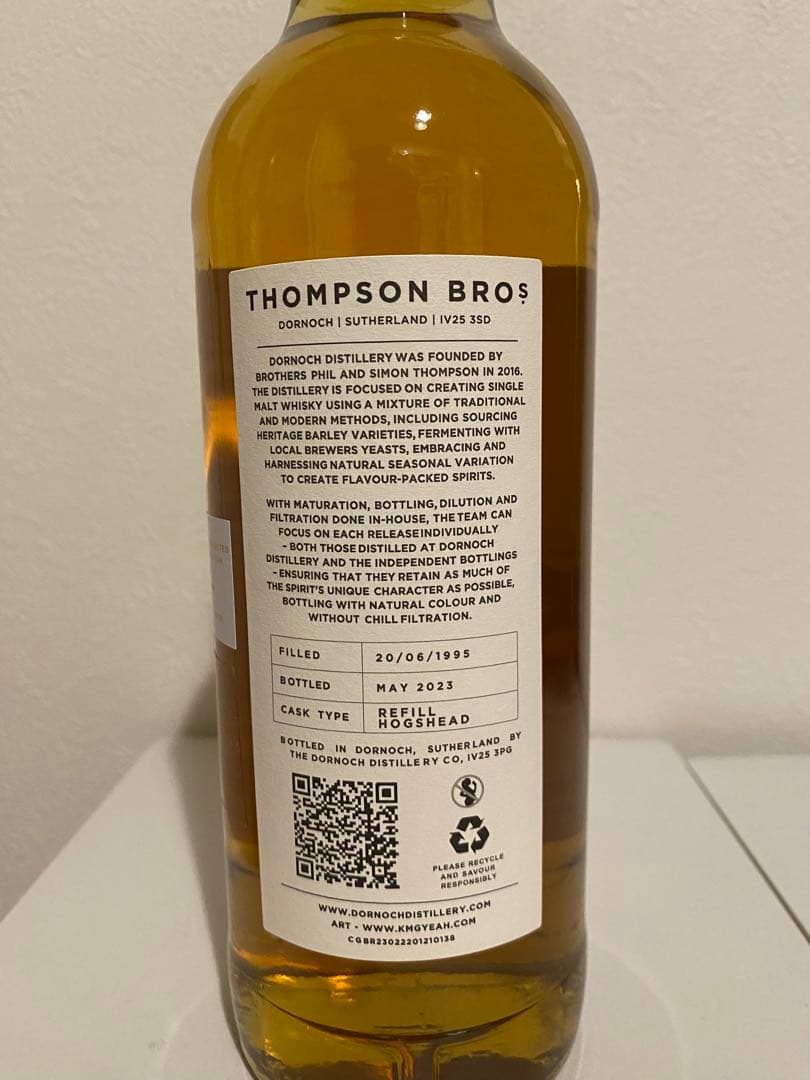 THOMPSON BROS.
DORNOCH | SUTHERLAND | IV25 3SD
DORNOCH DISTILLERY WAS FOUNDED BY
BROTHERS PHIL AND SIMON THOMPSON IN 2016.
THE DISTILLERY IS FOCUSED ON CREATING SINGLE
MALT WHISKY USING A MIXTURE OF TRADITIONAL
AND MODERN METHODS, INCLUDING SOURCING
HERITAGE BARLEY VARIETIES, FERMENTING WITH
LOCAL BREWERS YEASTS, EMBRACING AND
HARNESSING NATURAL SEASONAL VARIATION
TO CREATE FLAVOUR-PACKED SPIRITS.
WITH MATURATION, BOTTLING, DILUTION AND
FILTRATION DONE IN-HOUSE, THE TEAM CAN
FOCUS ON EACH RELEASE INDIVIDUALLY
- BOTH THOSE DISTILLED AT DORNOCH
DISTILLERY AND THE INDEPENDENT BOTTLINGS
- ENSURING THAT THEY RETAIN AS MUCH OF
THE SPIRIT'S UNIQUE CHARACTER AS POSSIBLE,
BOTTLING WITH NATURAL COLOUR AND
WITHOUT CHILL FILTRATION.
FILLED 20/06/1995
BOTTLED MAY 2023
CASK TYPE REFILL
HOGSHEAD
BOTTLED IN DORNOCH, SUTHERLAND BY
THE DORNOCH DISTILLERY CO, IV25 3PG
PLEASE RECYCLE
AND SAVOUR
RESPONSIBLY
WWW.DORNOCHDISTILLERY.COM
ART - WWW.KMGYEAH.COM
CGBR23022201210138